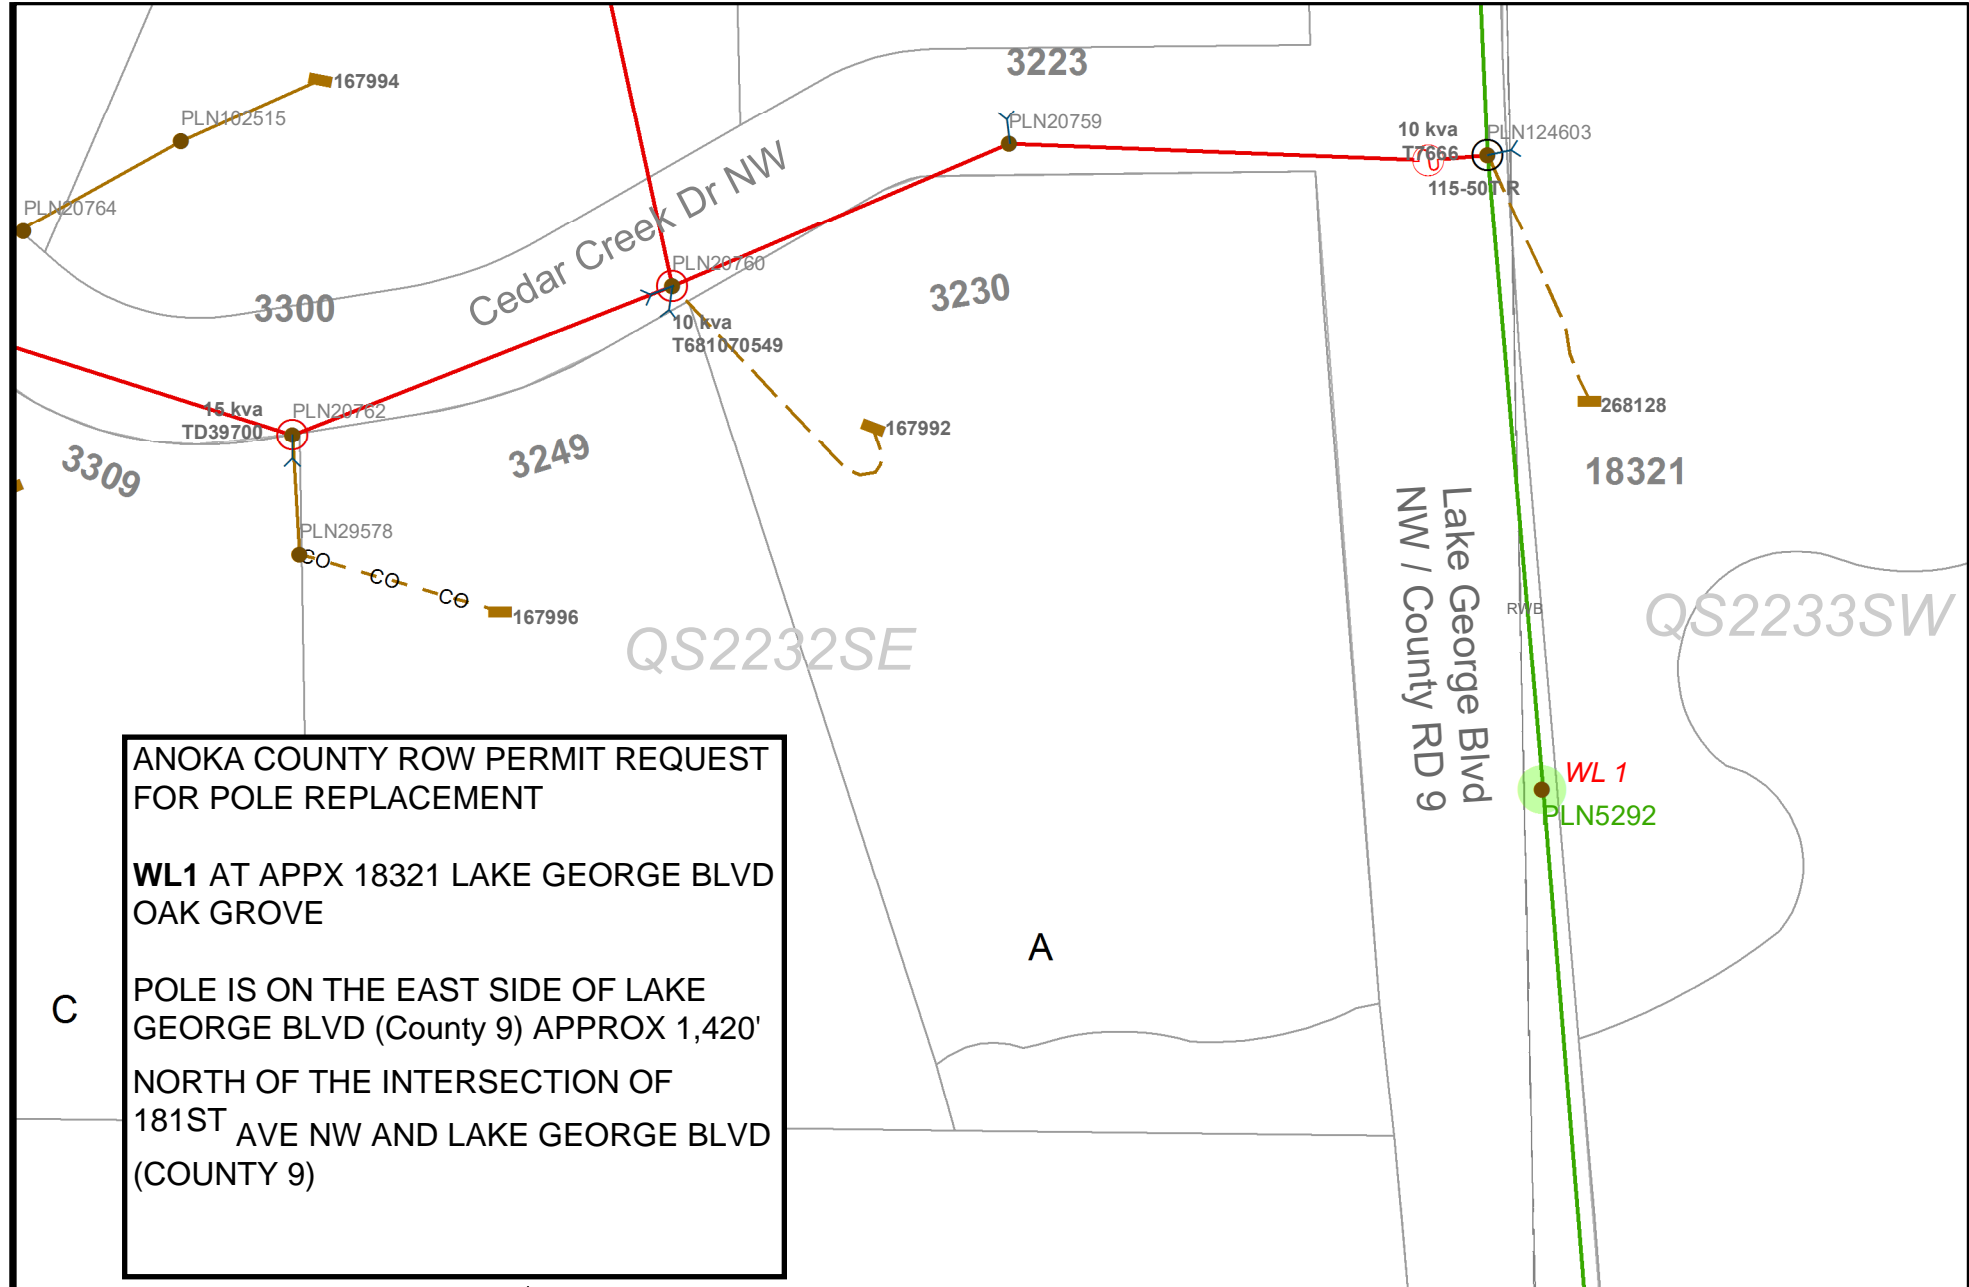 3223
167994
PLN102515
PLN20759
10 kva
T7666
PLN124603
115-50T R
PLN20764
Cedar Creek Dr NW
PLN20760
3300
3230
10 kva
T681070549
15 kva
TD39700
PLN20762
268128
167992
3309
3249
18321
PLN29578
CO
CO
CO
167996
Lake George Blvd
NW / County RD 9
RWB
QS2232SE
QS2233SW
WL 1
PLN5292
ANOKA COUNTY ROW PERMIT REQUEST
FOR POLE REPLACEMENT
WL1 AT APPX 18321 LAKE GEORGE BLVD
OAK GROVE
POLE IS ON THE EAST SIDE OF LAKE
GEORGE BLVD (County 9) APPROX 1,420'
NORTH OF THE INTERSECTION OF
181ST AVE NW AND LAKE GEORGE BLVD
(COUNTY 9)
A
C